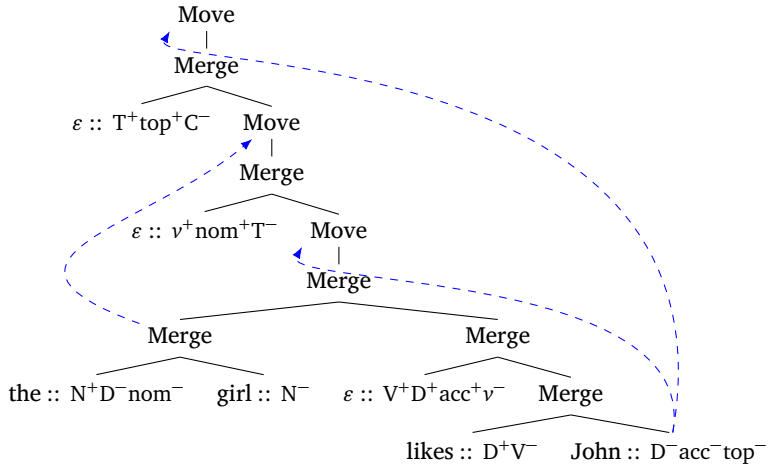 Move
Merge
ε :: T⁺top⁺C⁻ Move
Merge
ε :: v⁺nom⁺T⁻ Move
Merge
Merge Merge
the :: N⁺D⁻nom⁻ girl :: N⁻ ε :: V⁺D⁺acc⁺v⁻ Merge
likes :: D⁺V⁻ John :: D⁻acc⁻top⁻